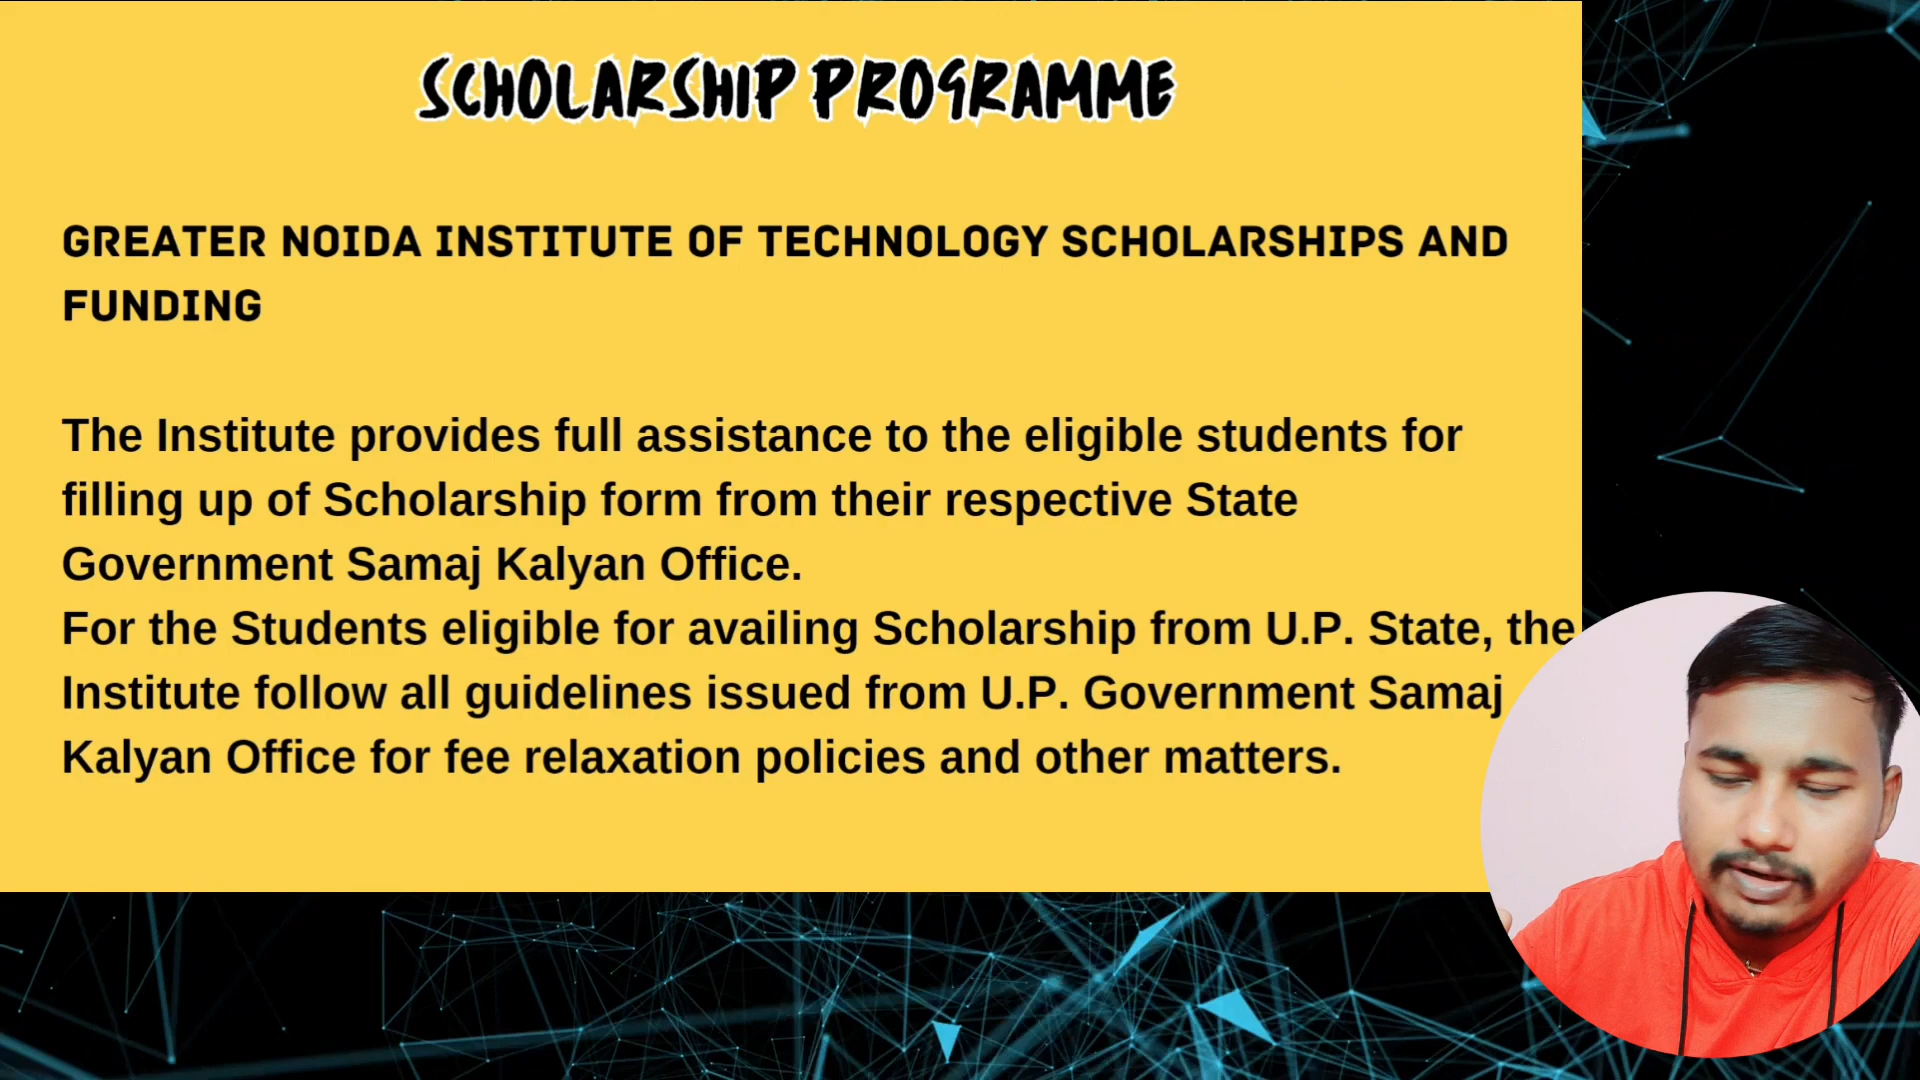 SCHOLARSHIP PROGRAMME
GREATER NOIDA INSTITUTE OF TECHNOLOGY SCHOLARSHIPS AND
FUNDING
The Institute provides full assistance to the eligible students for
filling up of Scholarship form from their respective State
Government Samaj Kalyan Office.
For the Students eligible for availing Scholarship from U.P. State, the
Institute follow all guidelines issued from U.P. Government Samaj
Kalyan Office for fee relaxation policies and other matters.